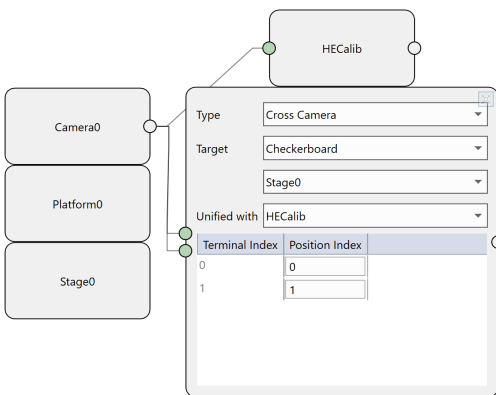 HECalib
Camera0
Platform0
Stage0
Type Cross Camera
Target Checkerboard
Stage0
Unified with HECalib
Terminal Index Position Index
0 0
1 1